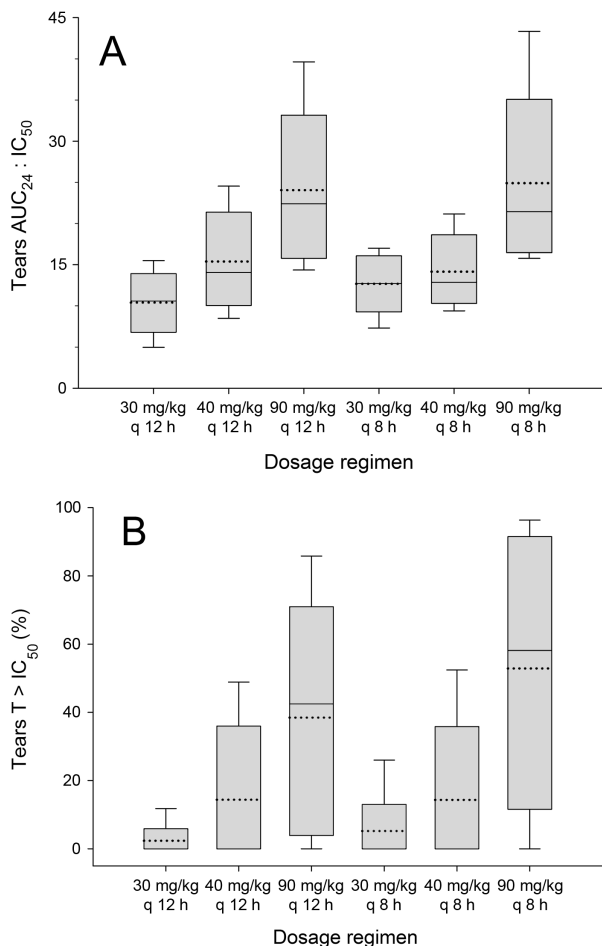 A
Tears AUC24 : IC50
45
30
15
0
30 mg/kg 40 mg/kg 90 mg/kg 30 mg/kg 40 mg/kg 90 mg/kg
q 12 h q 12 h q 12 h q 8 h q 8 h q 8 h
Dosage regimen
B
Tears T > IC50 (%)
100
80
60
40
20
0
30 mg/kg 40 mg/kg 90 mg/kg 30 mg/kg 40 mg/kg 90 mg/kg
q 12 h q 12 h q 12 h q 8 h q 8 h q 8 h
Dosage regimen